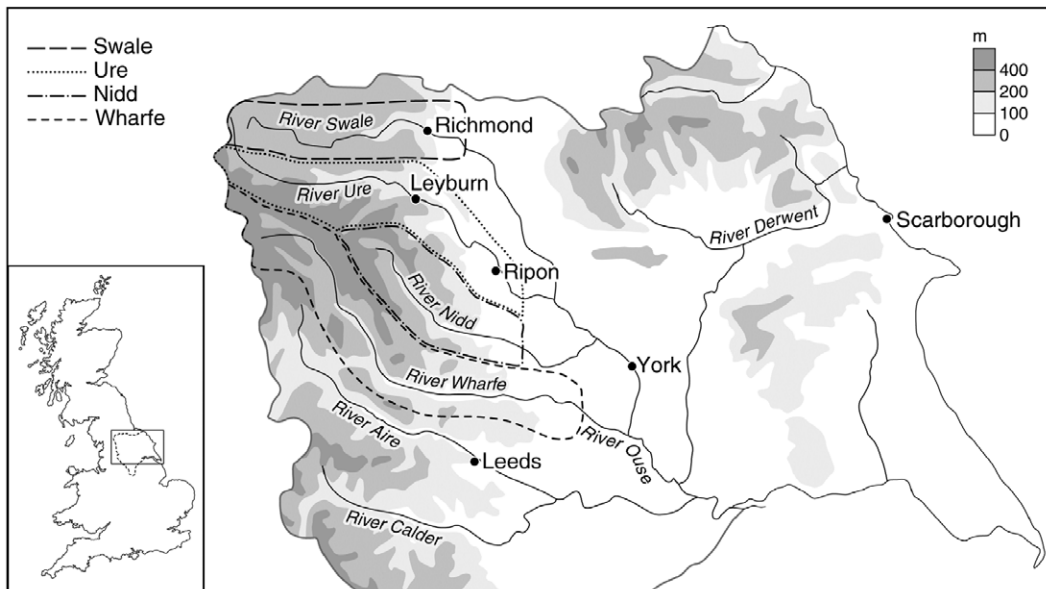 Swale
Ure
Nidd
Wharfe
m
400
200
100
0
River Swale
Richmond
River Ure
Leyburn
River Derwent
Scarborough
Ripon
River Nidd
York
River Wharfe
River Aire
River Ouse
Leeds
River Calder